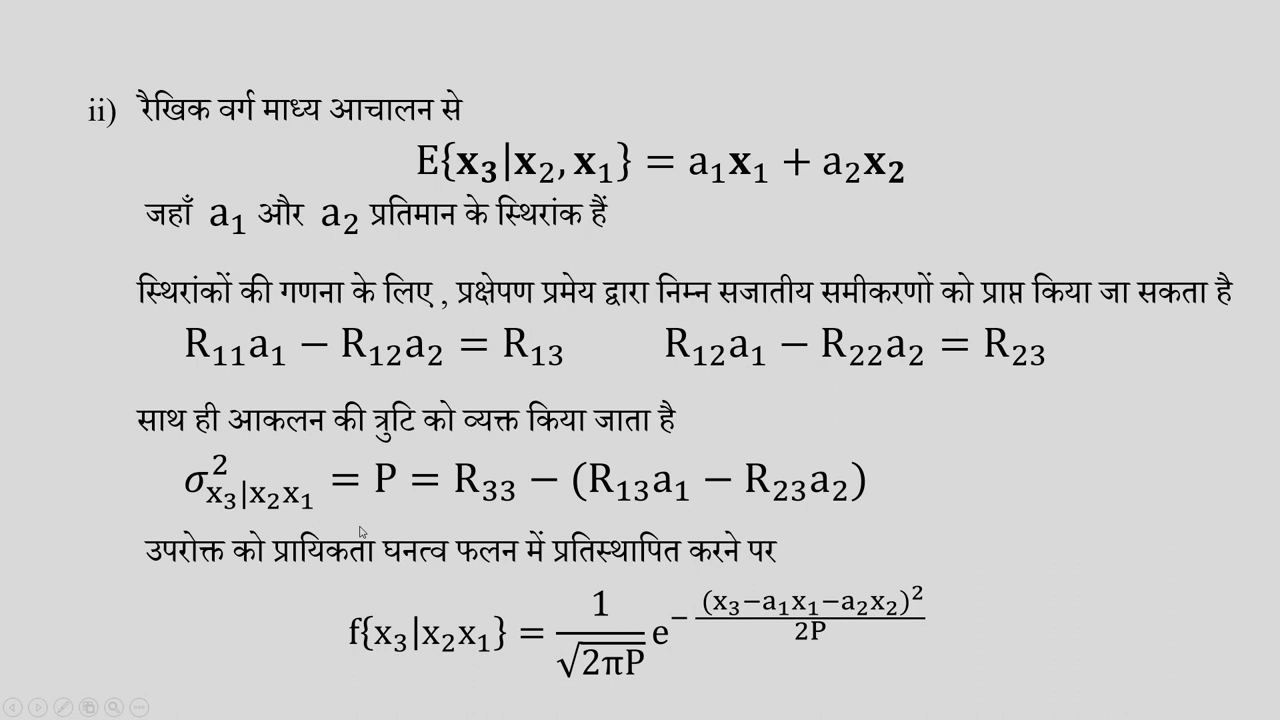 ii) रैखिक वर्ग माध्य आचालन से
E{x₃|x₂, x₁} = a₁x₁ + a₂x₂
जहाँ a₁ और a₂ प्रतिमान के स्थिरांक हैं
स्थिरांकों की गणना के लिए , प्रक्षेपण प्रमेय द्वारा निम्न सजातीय समीकरणों को प्राप्त किया जा सकता है
R₁₁a₁ − R₁₂a₂ = R₁₃ R₁₂a₁ − R₂₂a₂ = R₂₃
साथ ही आकलन की त्रुटि को व्यक्त किया जाता है
σ²ₓ₃|ₓ₂ₓ₁ = P = R₃₃ − (R₁₃a₁ − R₂₃a₂)
उपरोक्त को प्रायिकता घनत्व फलन में प्रतिस्थापित करने पर
f{x₃|x₂x₁} = 1/√(2πP) e^(−(x₃−a₁x₁−a₂x₂)²/2P)